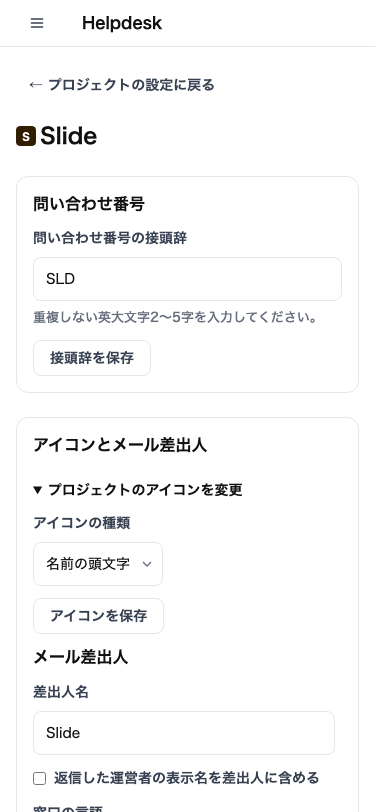 Helpdesk
← プロジェクトの設定に戻る
S Slide
問い合わせ番号
問い合わせ番号の接頭辞
SLD
重複しない英大文字2〜5字を入力してください。
接頭辞を保存
アイコンとメール差出人
▼ プロジェクトのアイコンを変更
アイコンの種類
名前の頭文字
アイコンを保存
メール差出人
差出人名
Slide
返信した運営者の表示名を差出人に含める
窓口の言語